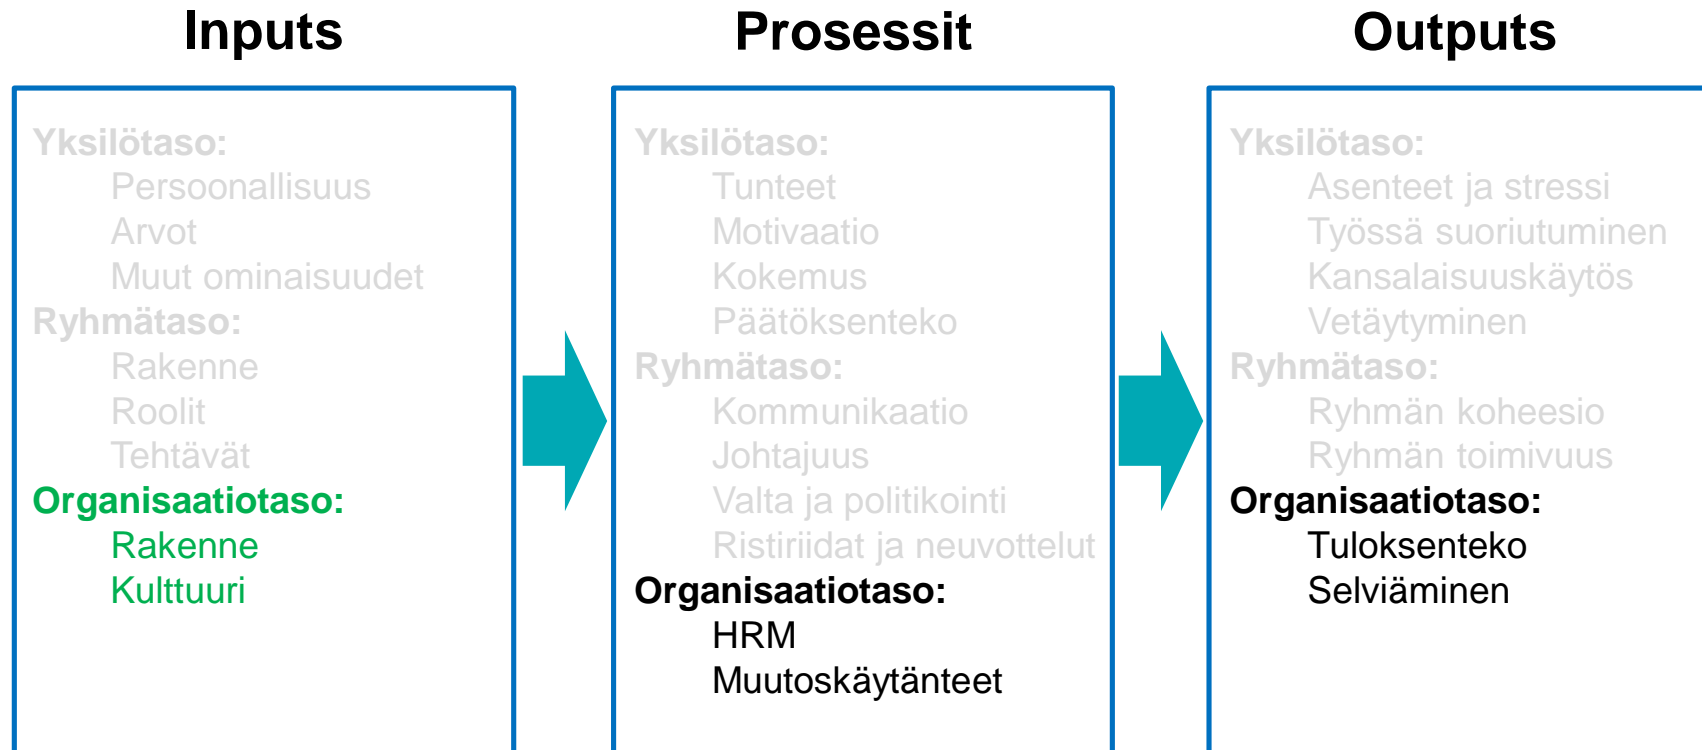 Inputs
Yksilötaso:
Persoonallisuus
Arvot
Muut ominaisuudet
Ryhmätaso:
Rakenne
Roolit
Tehtävät
Organisaatiotaso:
Rakenne
Kulttuuri
Prosessit
Yksilötaso:
Tunteet
Motivaatio
Kokemus
Päätöksenteko
Ryhmätaso:
Kommunikaatio
Johtajuus
Valta ja politikointi
Ristiriidat ja neuvottelut
Organisaatiotaso:
HRM
Muutoskäytänteet
Outputs
Yksilötaso:
Asenteet ja stressi
Työssä suoriutuminen
Kansalaisuuskäytös
Vetäytyminen
Ryhmätaso:
Ryhmän koheesio
Ryhmän toimivuus
Organisaatiotaso:
Tuloksenteko
Selviäminen